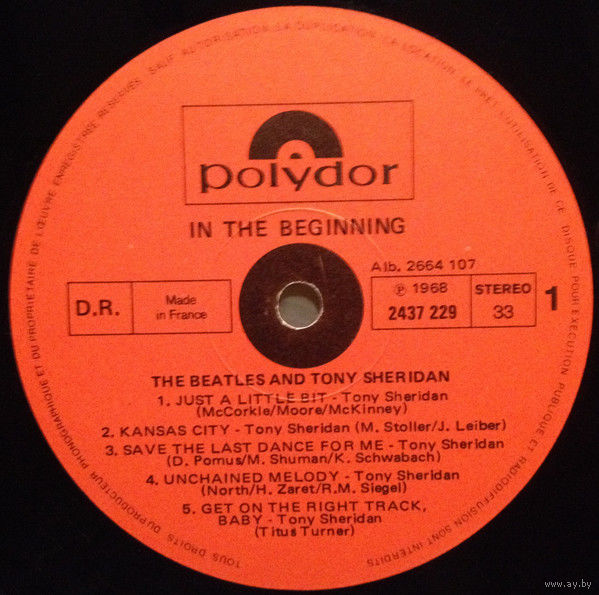 TOUS DROITS DU PRODUCTEUR PHONOGRAPHIQUE ET DU PROPRIETAIRE DE L'ŒUVRE ENREGISTREE RESERVES. SAUF AUTORISATION LA DUPLICATION, LA LOCATION, LE PRET, L'UTILISATION DE CE DISQUE POUR EXECUTION PUBLIQUE ET RADIODIFFUSION SONT INTERDITS
polydor
IN THE BEGINNING
Alb. 2664 107
D.R.
Made
in France
℗ 1968
2437 229
STEREO
33
1
THE BEATLES AND TONY SHERIDAN
1. JUST A LITTLE BIT - Tony Sheridan
(McCorkle/Moore/McKinney)
2. KANSAS CITY - Tony Sheridan (M. Stoller/J. Leiber)
3. SAVE THE LAST DANCE FOR ME - Tony Sheridan
(D. Pomus/M. Shuman/K. Schwabach)
4. UNCHAINED MELODY - Tony Sheridan
(North/H. Zaret/R.M. Siegel)
5. GET ON THE RIGHT TRACK,
BABY - Tony Sheridan
(Titus Turner)
www.ay.by